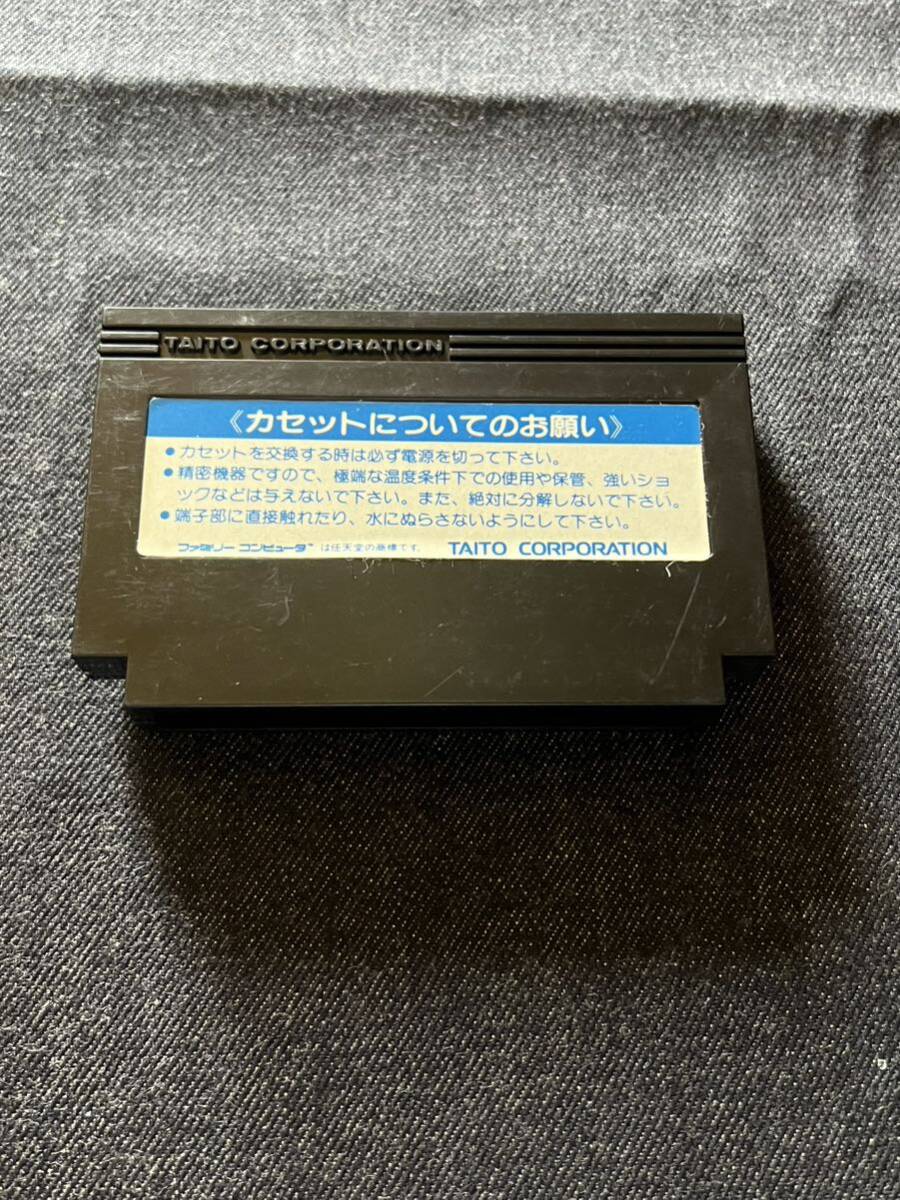 TAITO CORPORATION
《カセットについてのお願い》
●カセットを交換する時は必ず電源を切って下さい。
●精密機器ですので、極端な温度条件下での使用や保管、強いショ
ックなどは与えないで下さい。また、絶対に分解しないで下さい。
●端子部に直接触れたり、水にぬらさないようにして下さい。
ファミリーコンピュータ™は任天堂の商標です。 TAITO CORPORATION